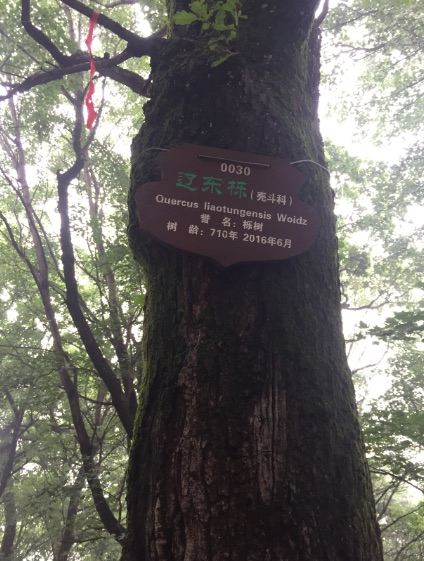 0030
辽东栎(壳斗科)
Quercus liaotungensis Woidz
誉 名:栎树
树 龄:710年 2016年6月